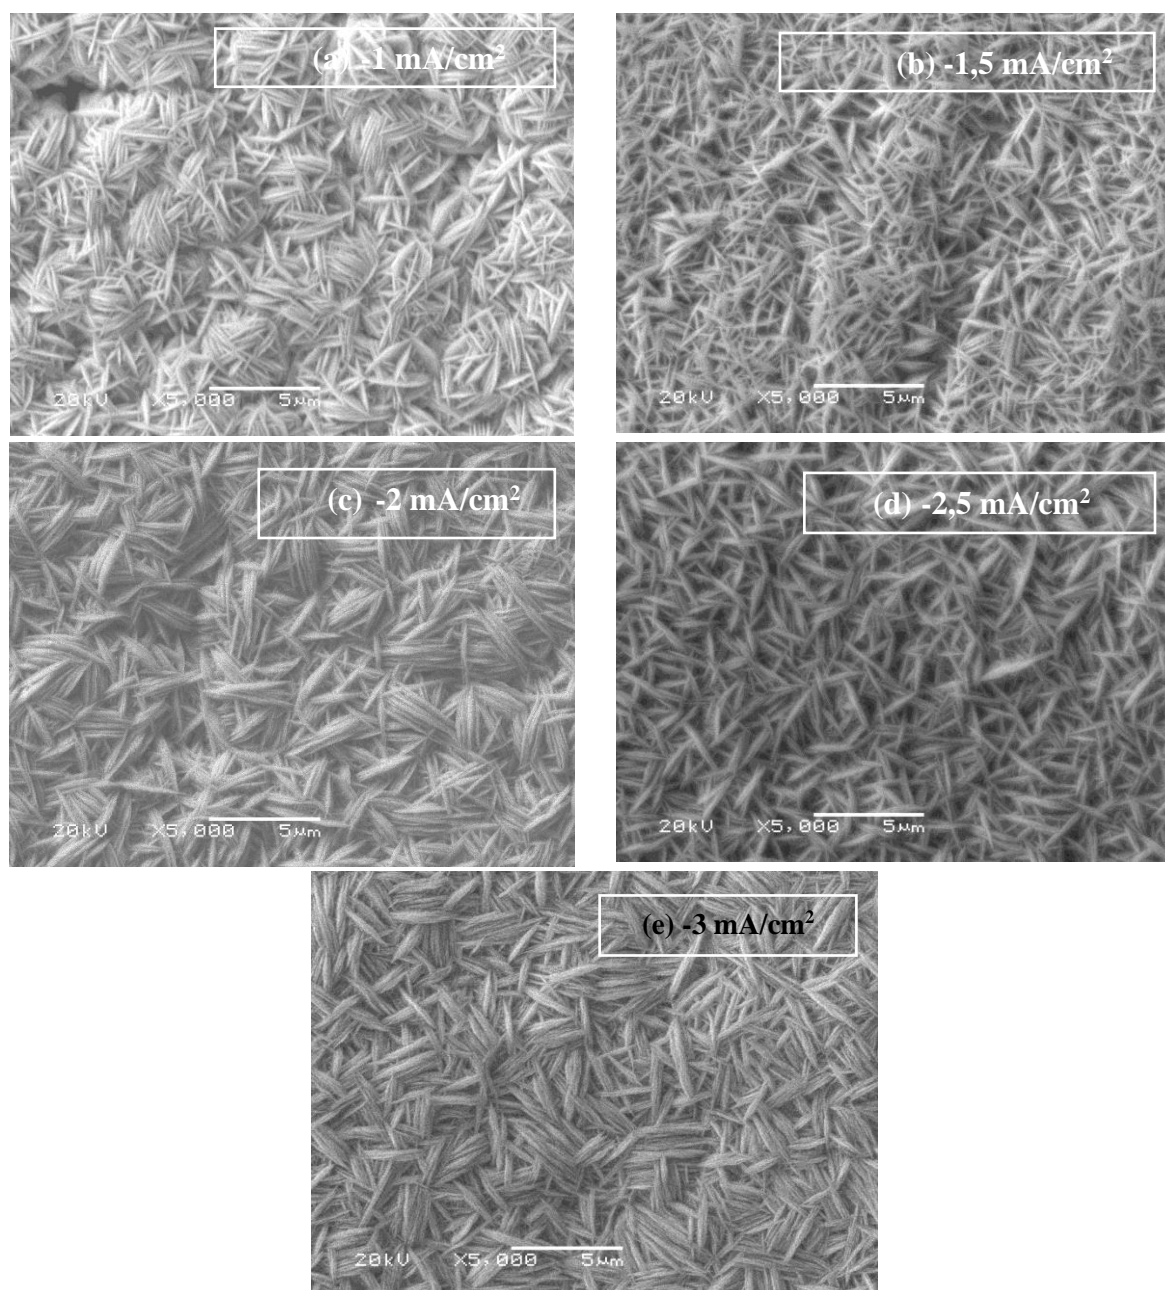 (a) -1 mA/cm²
(b) -1,5 mA/cm²
20kV X5,000 5µm
20kV X5,000 5µm
(c) -2 mA/cm²
(d) -2,5 mA/cm²
20kV X5,000 5µm
20kV X5,000 5µm
(e) -3 mA/cm²
20kV X5,000 5µm